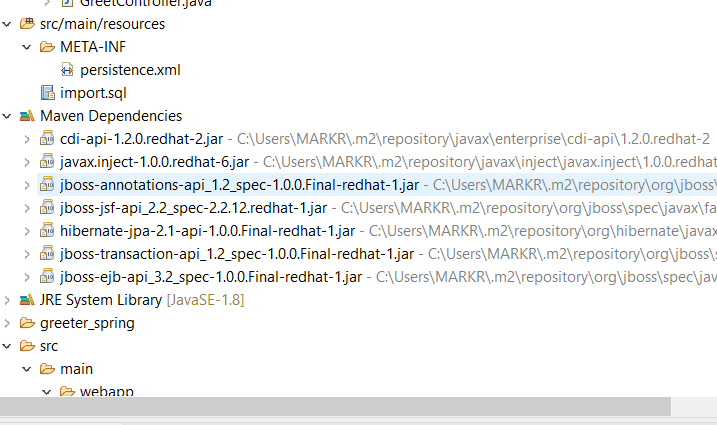 GreetController.java
src/main/resources
META-INF
persistence.xml
import.sql
Maven Dependencies
cdi-api-1.2.0.redhat-2.jar - C:\Users\MARKR\.m2\repository\javax\enterprise\cdi-api\1.2.0.redhat-2
javax.inject-1.0.0.redhat-6.jar - C:\Users\MARKR\.m2\repository\javax\inject\javax.inject\1.0.0.redha
jboss-annotations-api_1.2_spec-1.0.0.Final-redhat-1.jar - C:\Users\MARKR\.m2\repository\org\jboss\
jboss-jsf-api_2.2_spec-2.2.12.redhat-1.jar - C:\Users\MARKR\.m2\repository\org\jboss\spec\javax\fa
hibernate-jpa-2.1-api-1.0.0.Final-redhat-1.jar - C:\Users\MARKR\.m2\repository\org\hibernate\javax
jboss-transaction-api_1.2_spec-1.0.0.Final-redhat-1.jar - C:\Users\MARKR\.m2\repository\org\jboss\s
jboss-ejb-api_3.2_spec-1.0.0.Final-redhat-1.jar - C:\Users\MARKR\.m2\repository\org\jboss\spec\jav
JRE System Library [JavaSE-1.8]
greeter_spring
src
main
webapp